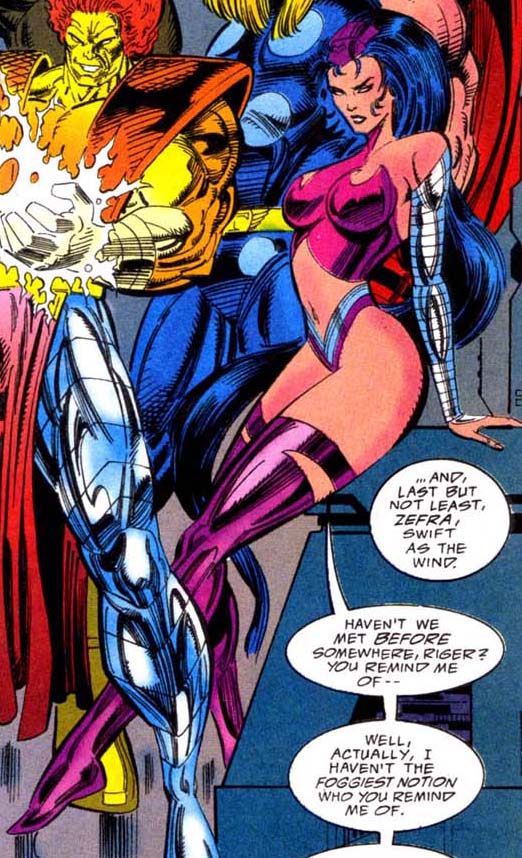 ...AND,
LAST BUT
NOT LEAST,
ZEFRA,
SWIFT
AS THE
WIND.
HAVEN'T WE
MET BEFORE
SOMEWHERE, RIGER?
YOU REMIND ME
OF--
WELL,
ACTUALLY, I
HAVEN'T THE
FOGGIEST NOTION
WHO YOU REMIND
ME OF.